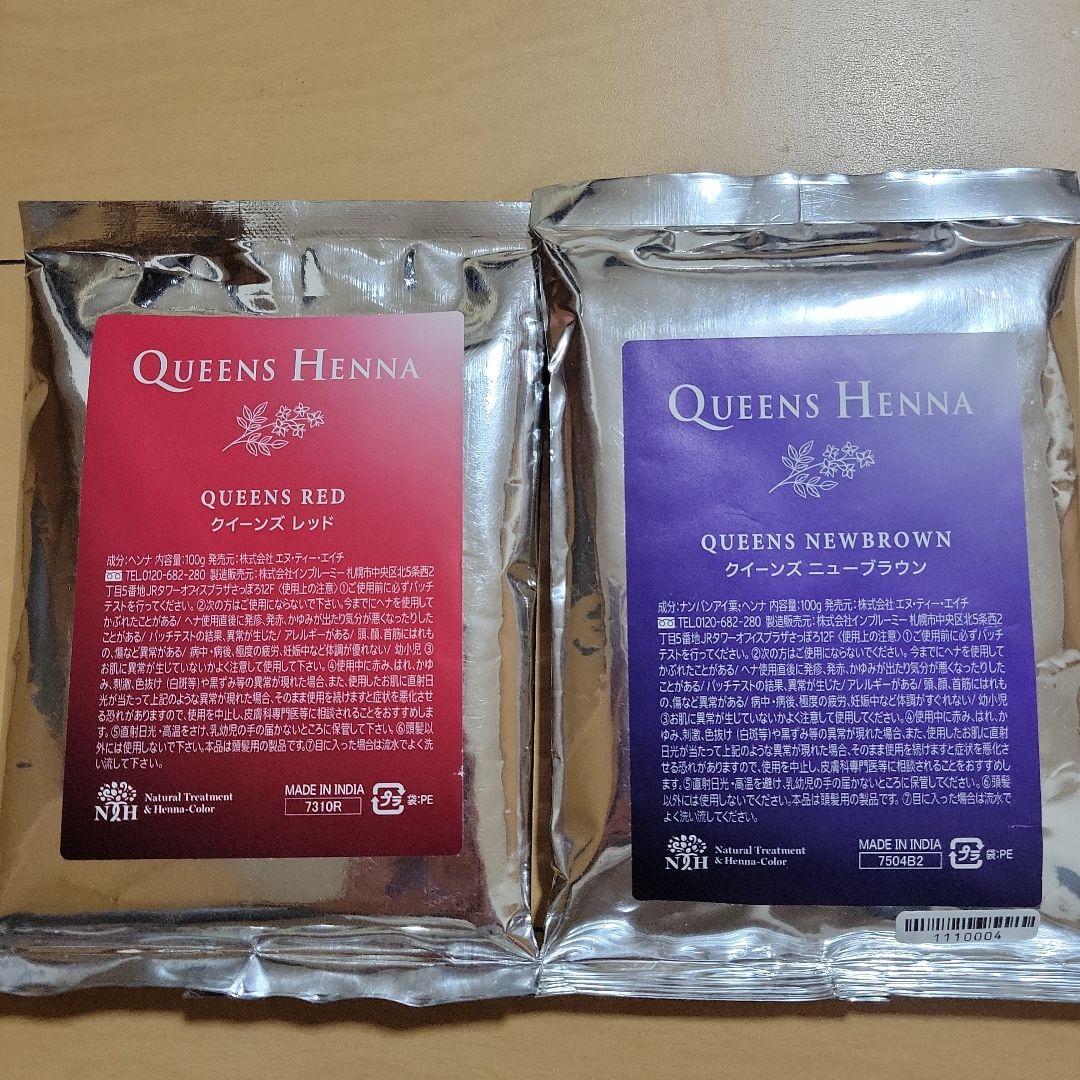 QUEENS HENNA
QUEENS RED
クイーンズ レッド
成分:ヘンナ 内容量:100g 発売元:株式会社 エヌ・ティー・エイチ
TEL.0120-682-280 製造販売元:株式会社インプルーミー 札幌市中央区北5条西2
丁目5番地 JRタワーオフィスプラザさっぽろ12F 〈使用上の注意〉①ご使用前に必ずパッチ
テストを行ってください。②次の方はご使用にならないで下さい。今までにヘナを使用して
かぶれたことがある/ ヘナ使用直後に発疹、発赤、かゆみが出たり気分が悪くなったりしたこ
とがある/ パッチテストの結果、異常が生じた/ アレルギーがある/ 頭、顔、首筋にはれも
の、傷など異常がある/ 病中・病後、極度の疲労、妊娠中など体調が優れない/ 幼小児 ③
お肌に異常が生じていないかよく注意して使用して下さい。④使用中に赤み、はれ、かゆ
み、刺激、色抜け (白斑等)や黒ずみ等の異常が現れた場合、また、使用したお肌に直射日
光が当たって上記のような異常が現れた場合、そのまま使用を続けますと症状を悪化させ
る恐れがありますので、使用を中止し、皮膚科専門医等に相談されることをおすすめしま
す。⑤直射日光・高温をさけ、乳幼児の手の届かないところに保管して下さい。⑥頭髪以
外には使用しないで下さい。本品は頭髪用の製品です。⑦目に入った場合は流水でよく洗
い流して下さい。
NTH Natural Treatment
& Henna-Color
MADE IN INDIA
7310R
プラ 袋:PE
QUEENS HENNA
QUEENS NEWBROWN
クイーンズ ニューブラウン
成分:ナンバンアイ葉・ヘンナ 内容量:100g 発売元:株式会社 エヌ・ティー・エイチ
TEL.0120-682-280 製造販売元:株式会社インプルーミー 札幌市中央区北5条西2
丁目5番地 JRタワーオフィスプラザさっぽろ12F 〈使用上の注意〉①ご使用前に必ずパッチ
テストを行ってください。②次の方はご使用にならないでください。今までにヘナを使用して
かぶれたことがある/ ヘナ使用直後に発疹、発赤、かゆみが出たり気分が悪くなったりした
ことがある/ パッチテストの結果、異常が生じた/ アレルギーがある/ 頭、顔、首筋にはれも
の、傷など異常がある/ 病中・病後、極度の疲労、妊娠中など体調がすぐれない/ 幼小児
③お肌に異常が生じていないかよく注意して使用してください。④使用中に赤み、はれ、か
ゆみ、刺激、色抜け (白斑等)や黒ずみ等の異常が現れた場合、また、使用したお肌に直射
日光が当たって上記のような異常が現れた場合、そのまま使用を続けますと症状を悪化さ
せる恐れがありますので、使用を中止し、皮膚科専門医等に相談されることをおすすめし
ます。⑤直射日光・高温を避け、乳幼児の手の届かないところに保管してください。⑥頭髪
以外には使用しないでください。本品は頭髪用の製品です。⑦目に入った場合は流水で
よく洗い流してください。
NTH Natural Treatment
& Henna-Color
MADE IN INDIA
7504B2
プラ 袋:PE
1110004